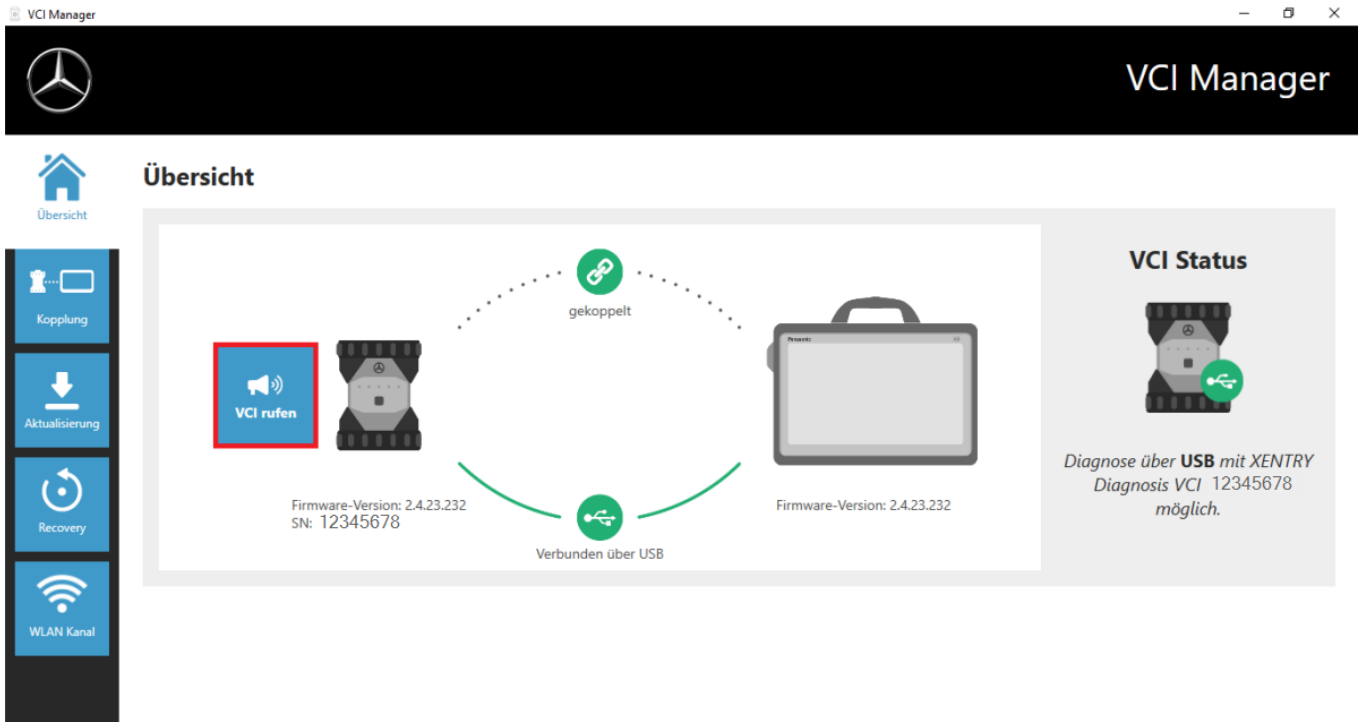 VCI Manager
VCI Manager
Übersicht
Übersicht
Kopplung
Aktualisierung
Recovery
WLAN Kanal
gekoppelt
VCI rufen
Firmware-Version: 2.4.23.232
SN: 12345678
Verbunden über USB
Firmware-Version: 2.4.23.232
VCI Status
Diagnose über USB mit XENTRY
Diagnosis VCI 12345678
möglich.